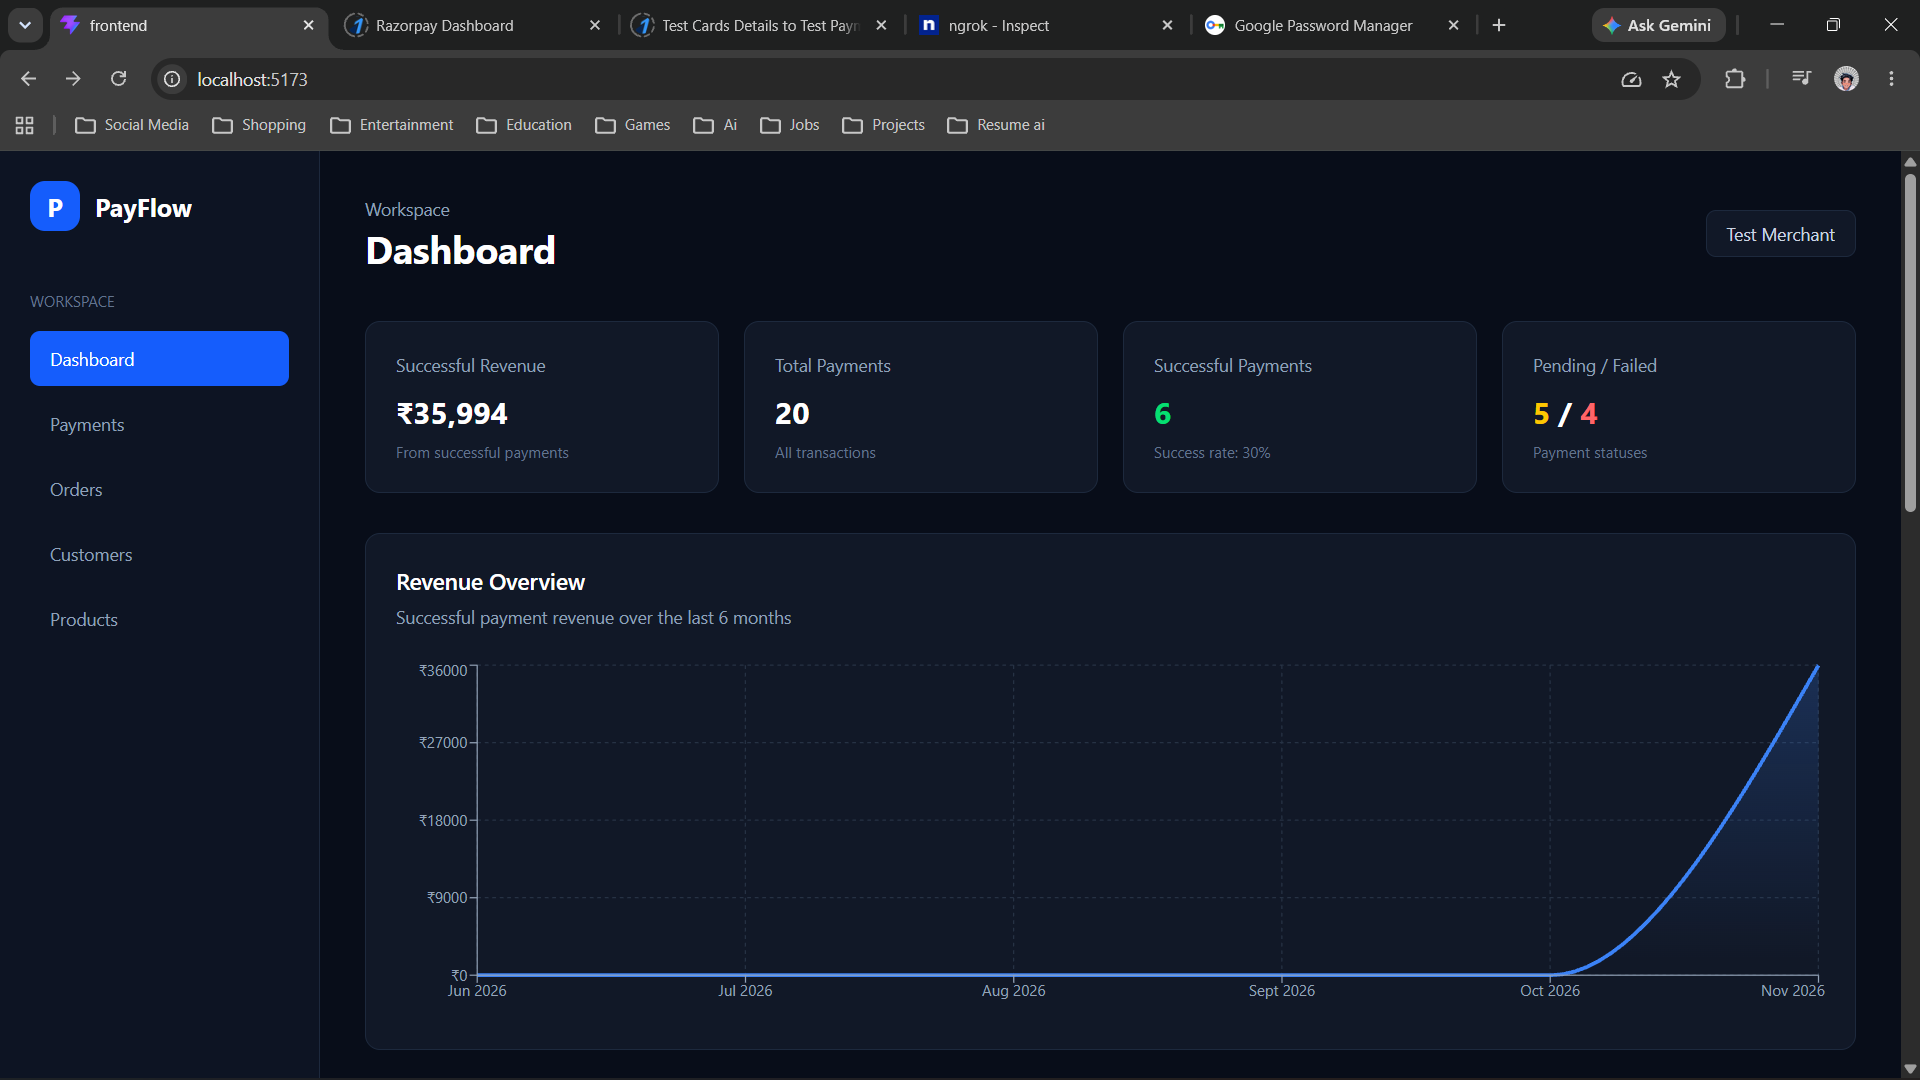 frontend
Razorpay Dashboard
Test Cards Details to Test Payn
n ngrok - Inspect
Google Password Manager
Ask Gemini
localhost:5173
Social Media
Shopping
Entertainment
Education
Games
Ai
Jobs
Projects
Resume ai
P PayFlow
WORKSPACE
Dashboard
Payments
Orders
Customers
Products
Workspace
Dashboard
Test Merchant
Successful Revenue
₹35,994
From successful payments
Total Payments
20
All transactions
Successful Payments
6
Success rate: 30%
Pending / Failed
5 / 4
Payment statuses
Revenue Overview
Successful payment revenue over the last 6 months
₹36000
₹27000
₹18000
₹9000
₹0
Jun 2026
Jul 2026
Aug 2026
Sept 2026
Oct 2026
Nov 2026